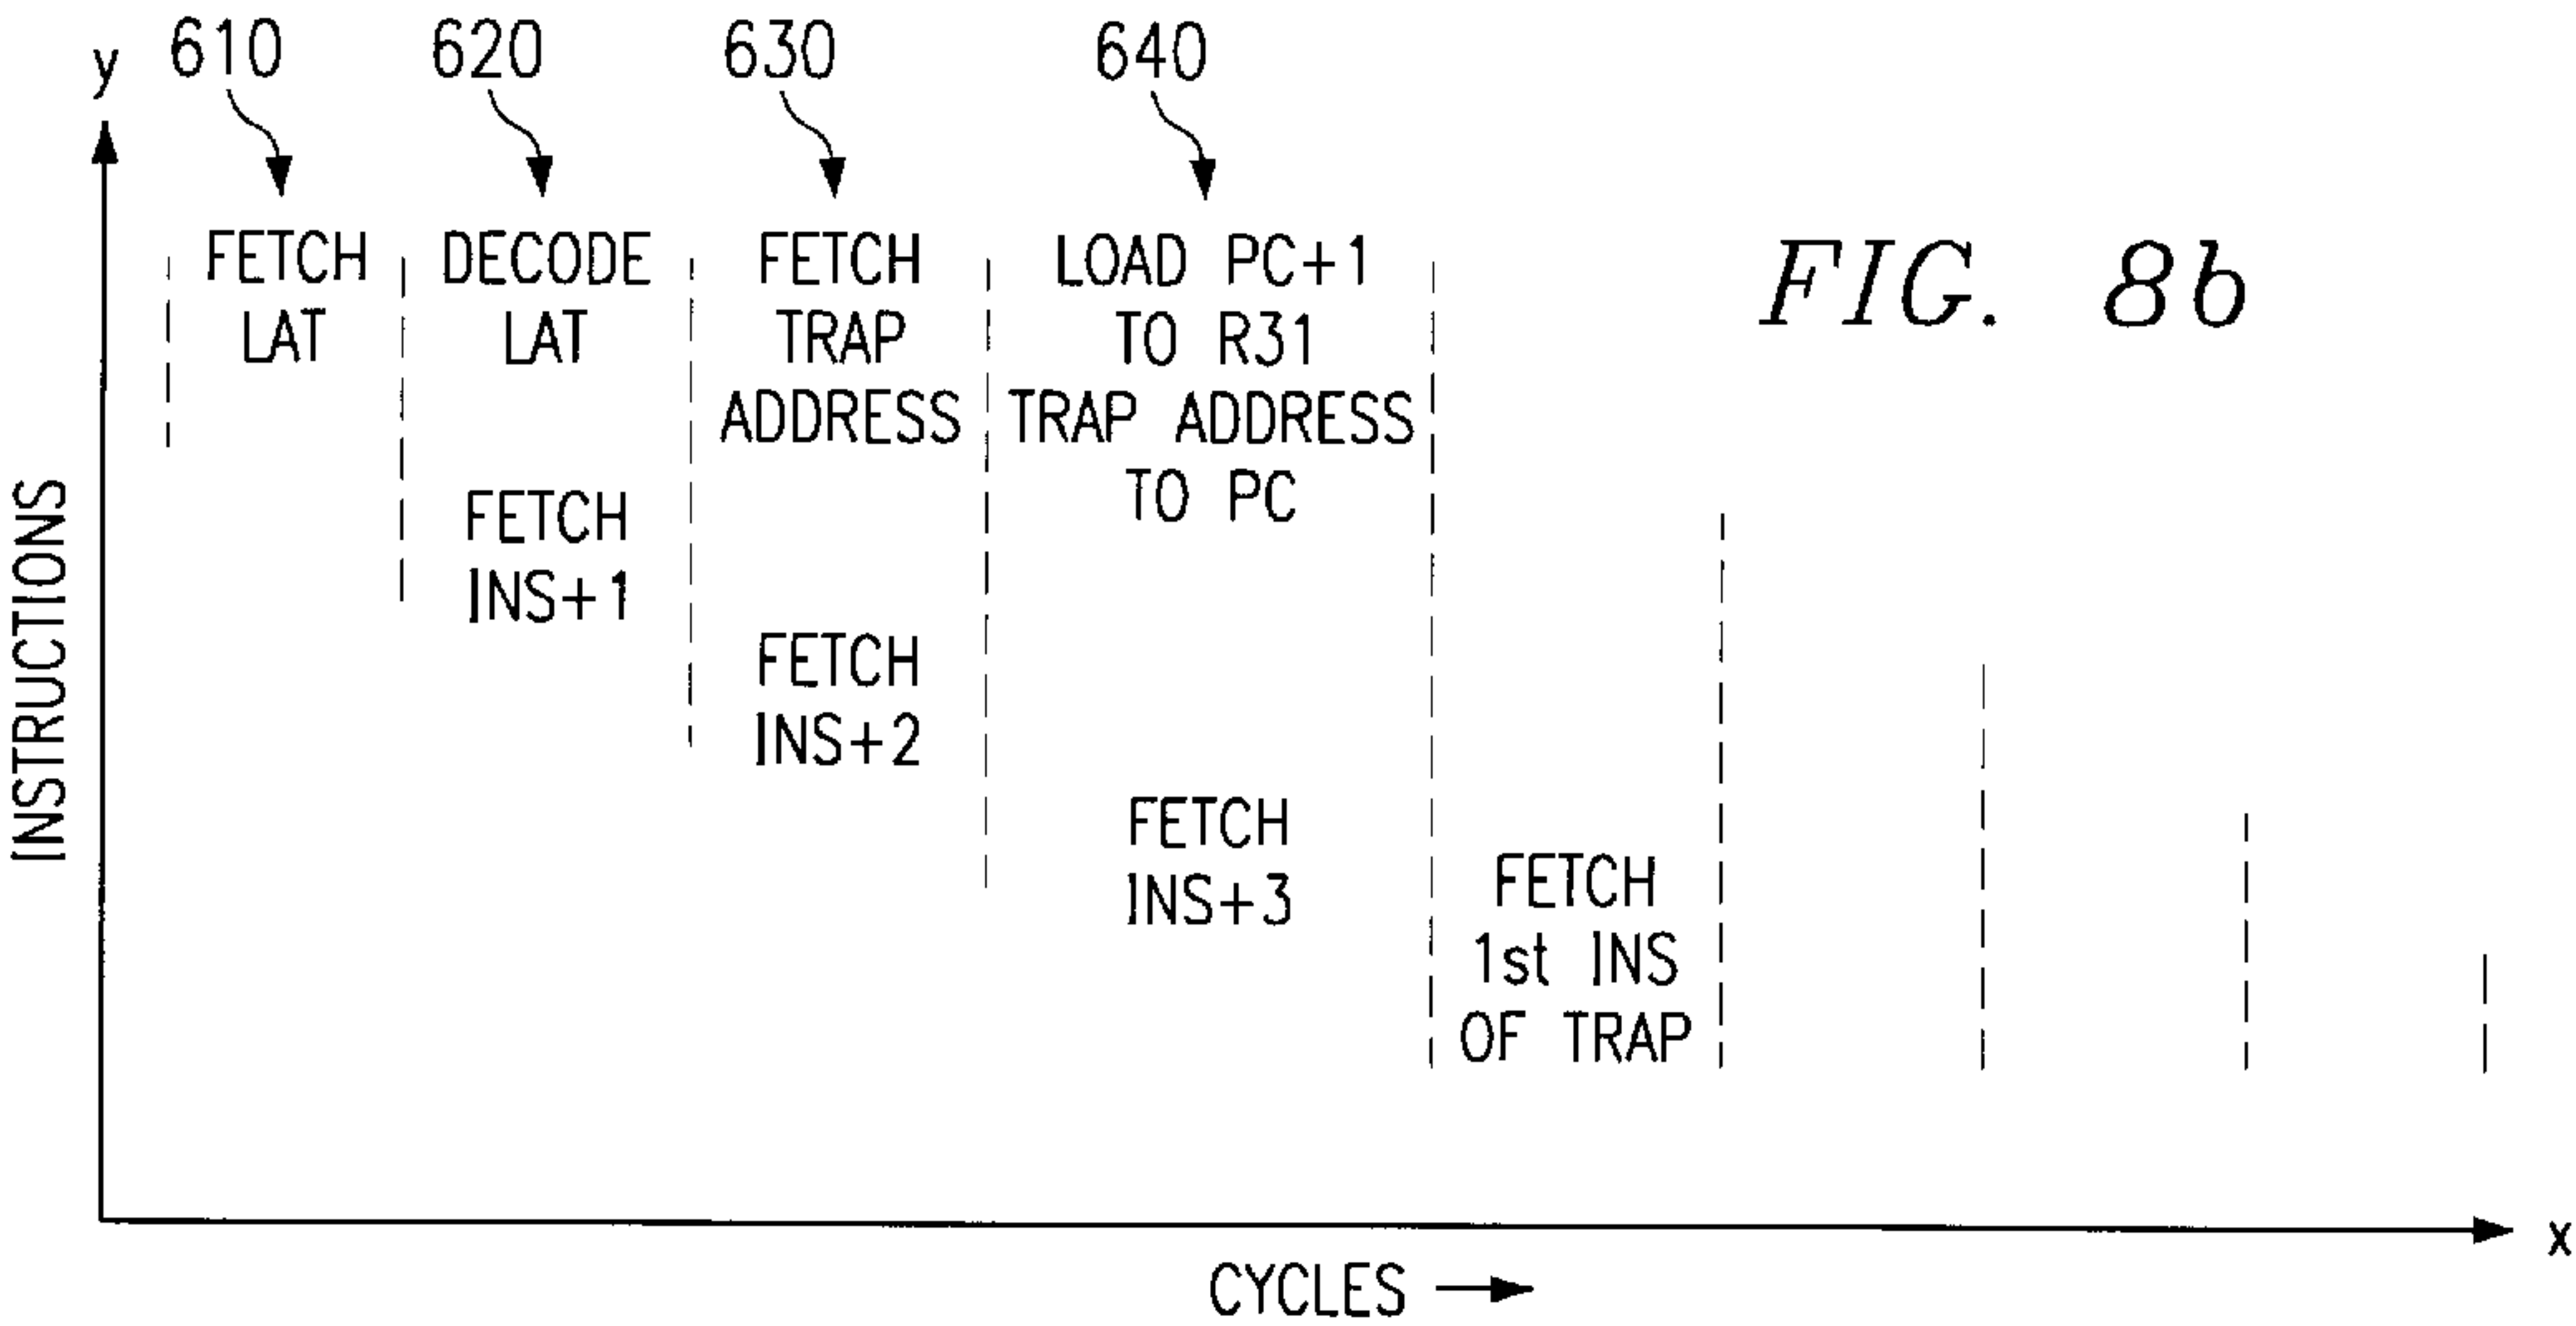 y
610
620
630
640
FETCH
LAT
DECODE
LAT
FETCH
TRAP
ADDRESS
LOAD PC+1
TO R31
TRAP ADDRESS
TO PC
FIG. 8b
FETCH
INS+1
FETCH
INS+2
FETCH
INS+3
FETCH
1st INS
OF TRAP
INSTRUCTIONS
CYCLES
x